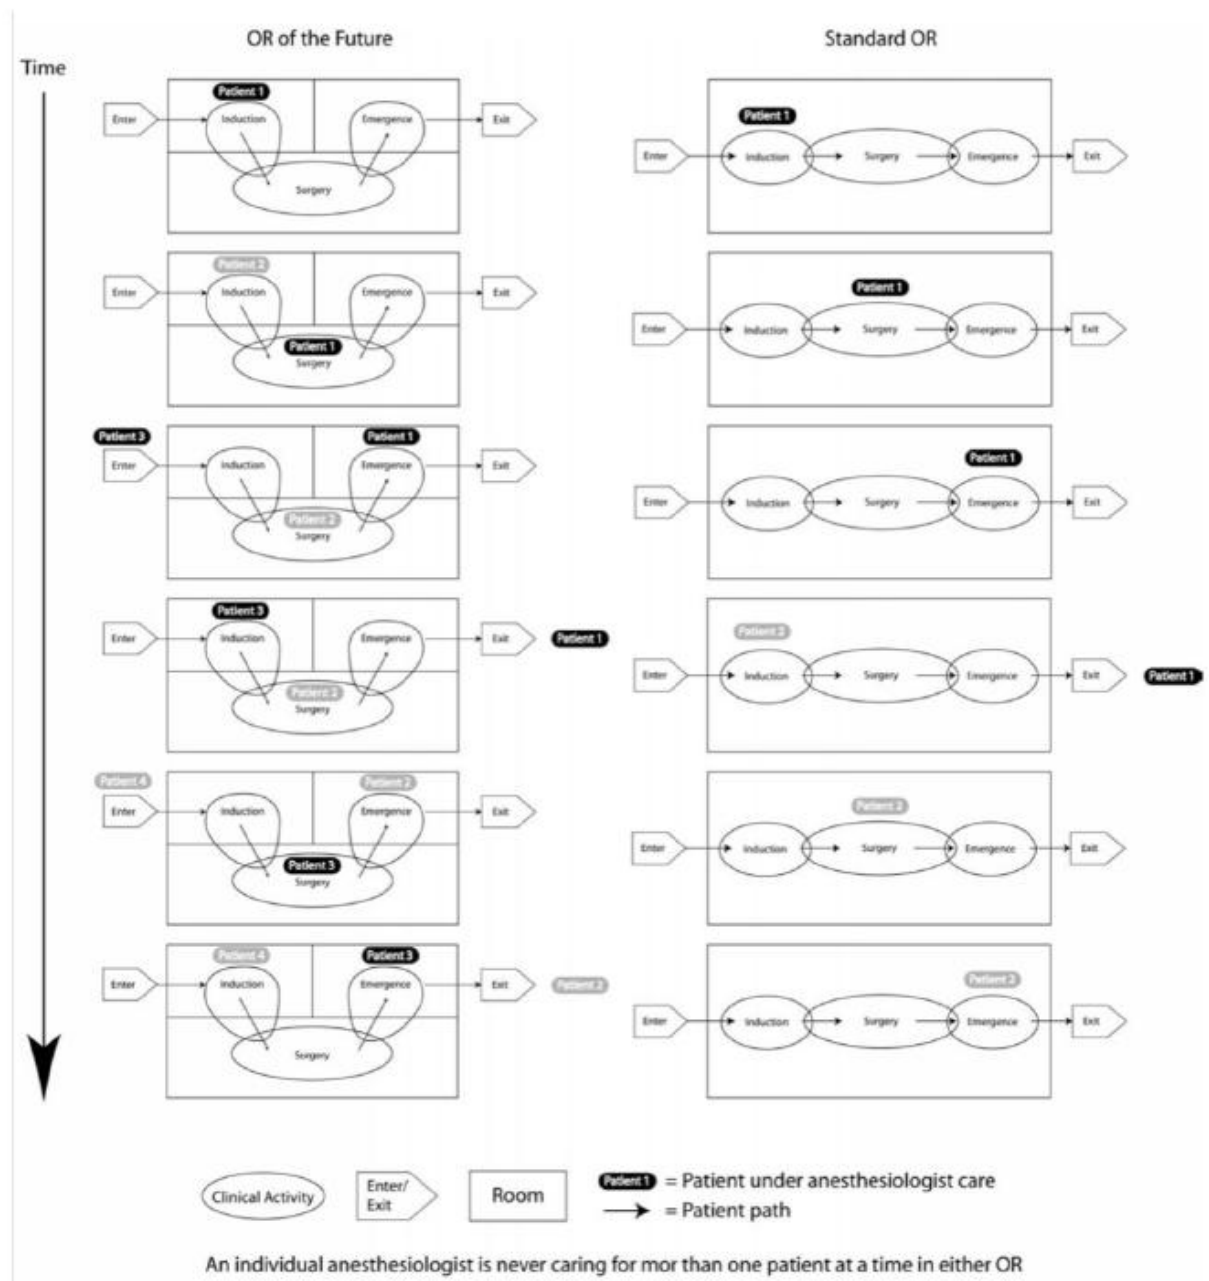 OR of the Future
Standard OR
Time
Patient 1
Enter
Induction
Emergence
Exit
Surgery
Patient 1
Enter
Induction
Surgery
Emergence
Exit
Patient 2
Enter
Induction
Emergence
Exit
Patient 1
Surgery
Patient 1
Enter
Induction
Surgery
Emergence
Exit
Patient 3
Patient 1
Enter
Induction
Emergence
Exit
Patient 2
Surgery
Patient 1
Enter
Induction
Surgery
Emergence
Exit
Patient 3
Enter
Induction
Emergence
Exit
Patient 1
Patient 2
Surgery
Patient 2
Enter
Induction
Surgery
Emergence
Exit
Patient 1
Patient 4
Patient 2
Enter
Induction
Emergence
Exit
Patient 3
Surgery
Patient 2
Enter
Induction
Surgery
Emergence
Exit
Patient 4
Patient 3
Enter
Induction
Emergence
Exit
Patient 2
Surgery
Patient 2
Enter
Induction
Surgery
Emergence
Exit
Clinical Activity
Enter/
Exit
Room
Patient 1 = Patient under anesthesiologist care
= Patient path
An individual anesthesiologist is never caring for mor than one patient at a time in either OR